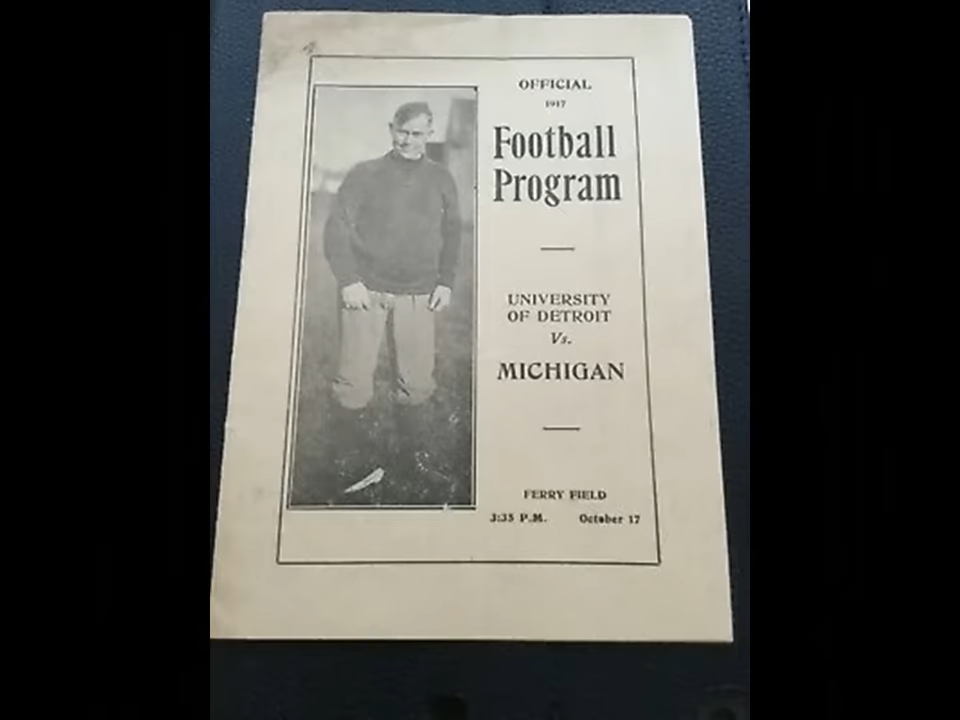 OFFICIAL
1917
Football
Program
UNIVERSITY
OF DETROIT
Vs.
MICHIGAN
FERRY FIELD
3:35 P.M. October 17